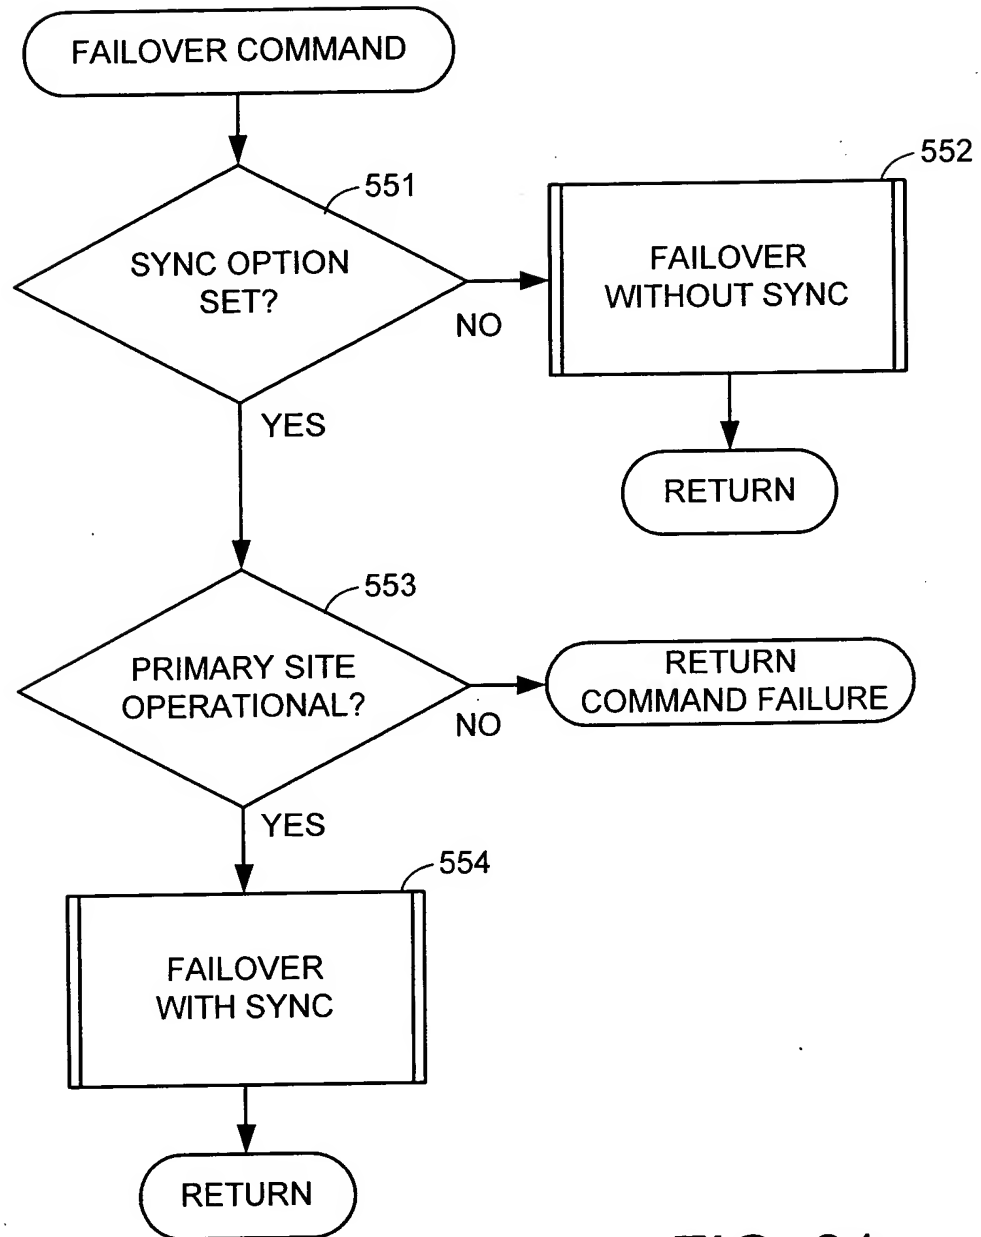 FAILOVER COMMAND
551
SYNC OPTION
SET?
NO
552
FAILOVER
WITHOUT SYNC
RETURN
YES
553
PRIMARY SITE
OPERATIONAL?
NO
RETURN
COMMAND FAILURE
YES
554
FAILOVER
WITH SYNC
RETURN